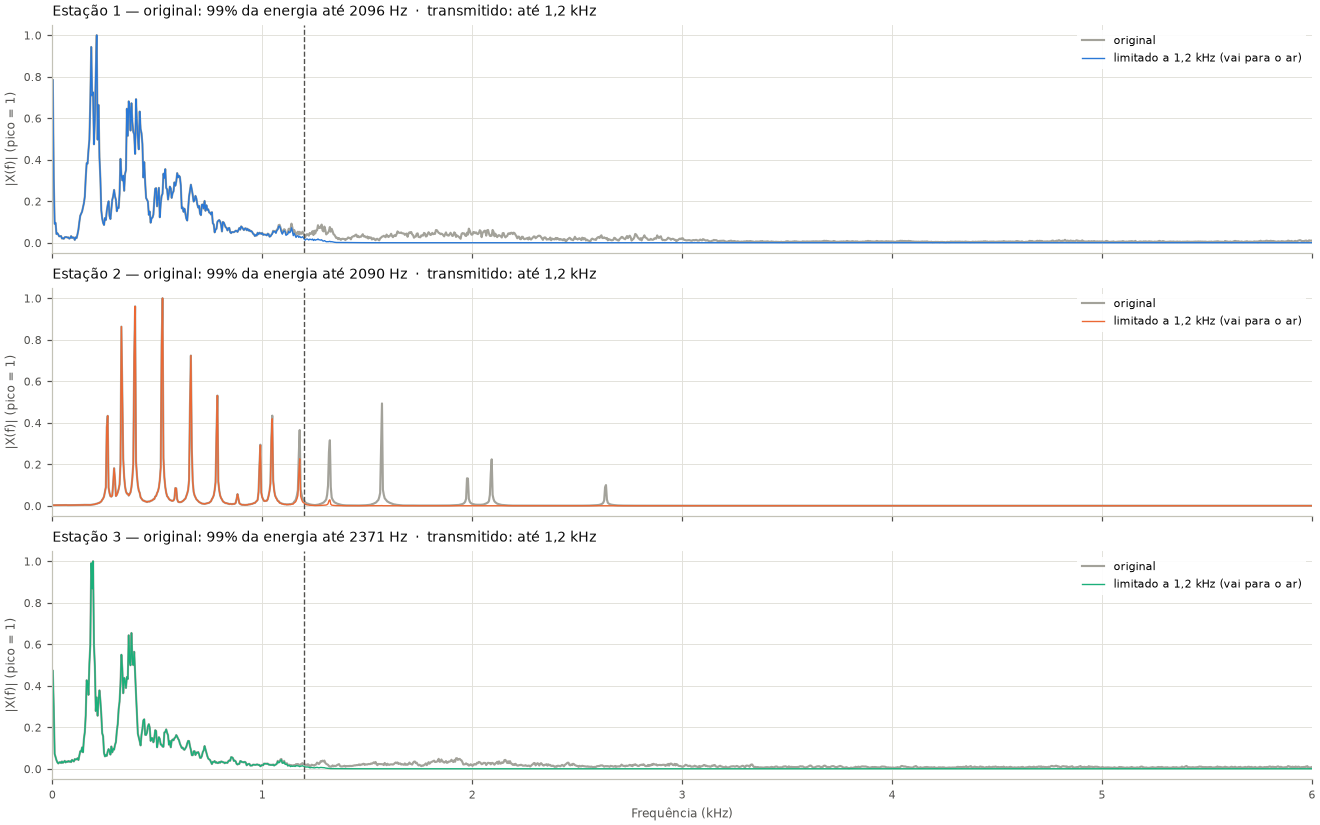 Estação 1 — original: 99% da energia até 2096 Hz · transmitido: até 1,2 kHz
|X(f)| (pico = 1)
1.0
0.8
0.6
0.4
0.2
0.0
original
limitado a 1,2 kHz (vai para o ar)
Estação 2 — original: 99% da energia até 2090 Hz · transmitido: até 1,2 kHz
|X(f)| (pico = 1)
1.0
0.8
0.6
0.4
0.2
0.0
original
limitado a 1,2 kHz (vai para o ar)
Estação 3 — original: 99% da energia até 2371 Hz · transmitido: até 1,2 kHz
|X(f)| (pico = 1)
1.0
0.8
0.6
0.4
0.2
0.0
original
limitado a 1,2 kHz (vai para o ar)
0 1 2 3 4 5 6
Frequência (kHz)